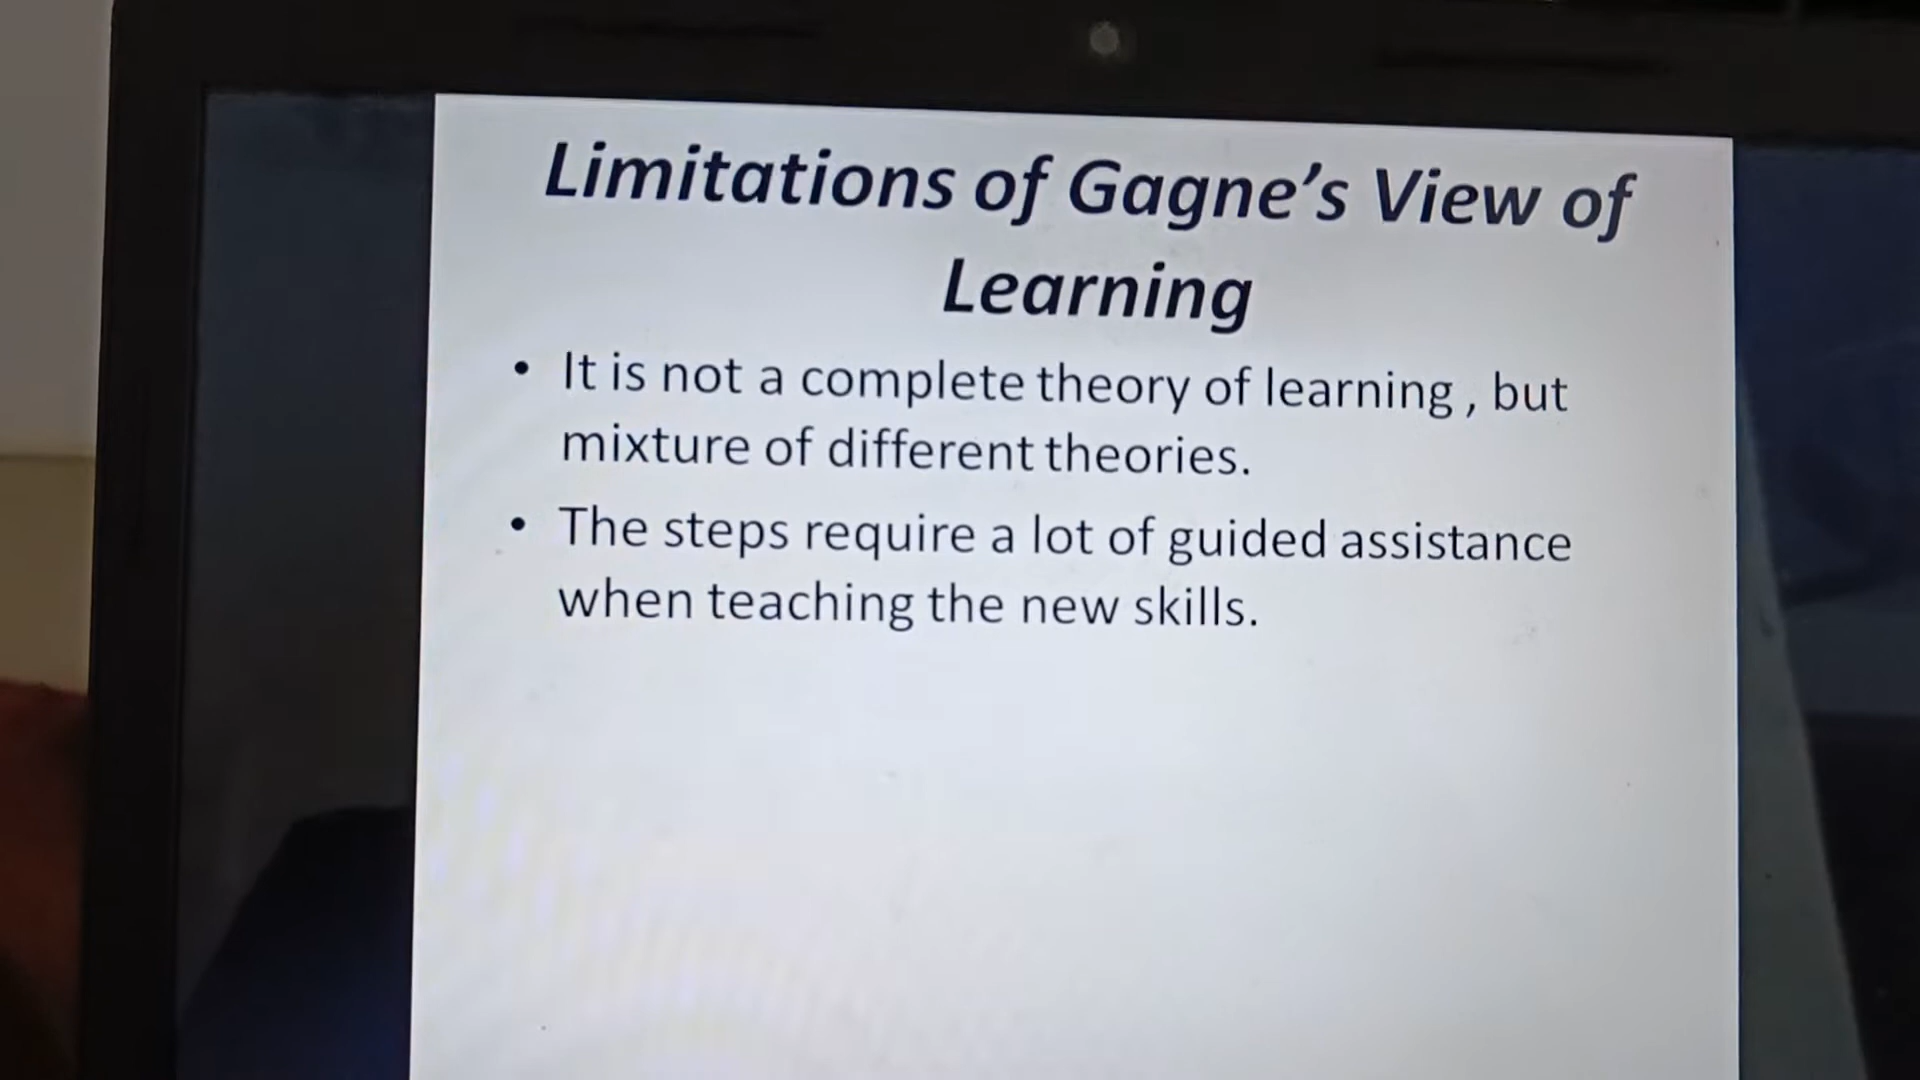 Limitations of Gagne’s View of
Learning
• It is not a complete theory of learning , but
mixture of different theories.
• The steps require a lot of guided assistance
when teaching the new skills.